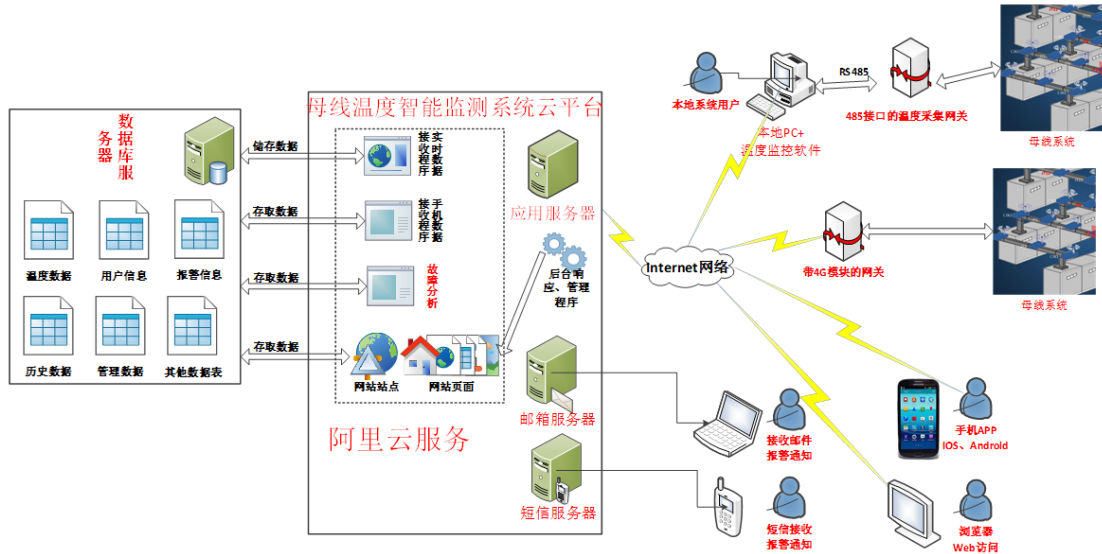 数据库服
务器
储存数据
存取数据
存取数据
存取数据
温度数据
用户信息
报警信息
历史数据
管理数据
其他数据表
母线温度智能监测系统云平台
实时数据
接收程序
手机数据
接收程序
故障
分析
网站站点
网站页面
应用服务器
后台响
应、管理
程序
邮箱服务器
短信服务器
阿里云服务
Internet网络
本地系统用户
本地PC+
温度监控软件
RS485
485接口的温度采集网关
母线系统
带4G模块的网关
母线系统
接收邮件
报警通知
短信接收
报警通知
手机APP
IOS、Android
浏览器
Web访问